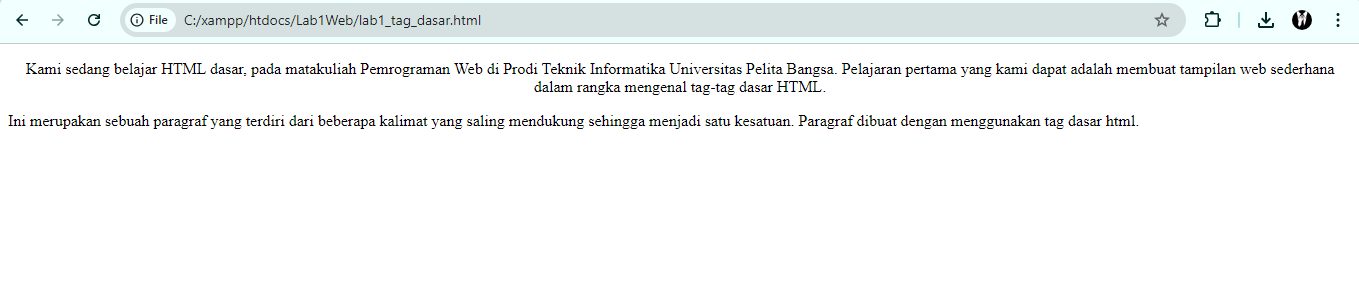 File
C:/xampp/htdocs/Lab1Web/lab1_tag_dasar.html
Kami sedang belajar HTML dasar, pada matakuliah Pemrograman Web di Prodi Teknik Informatika Universitas Pelita Bangsa. Pelajaran pertama yang kami dapat adalah membuat tampilan web sederhana
dalam rangka mengenal tag-tag dasar HTML.
Ini merupakan sebuah paragraf yang terdiri dari beberapa kalimat yang saling mendukung sehingga menjadi satu kesatuan. Paragraf dibuat dengan menggunakan tag dasar html.